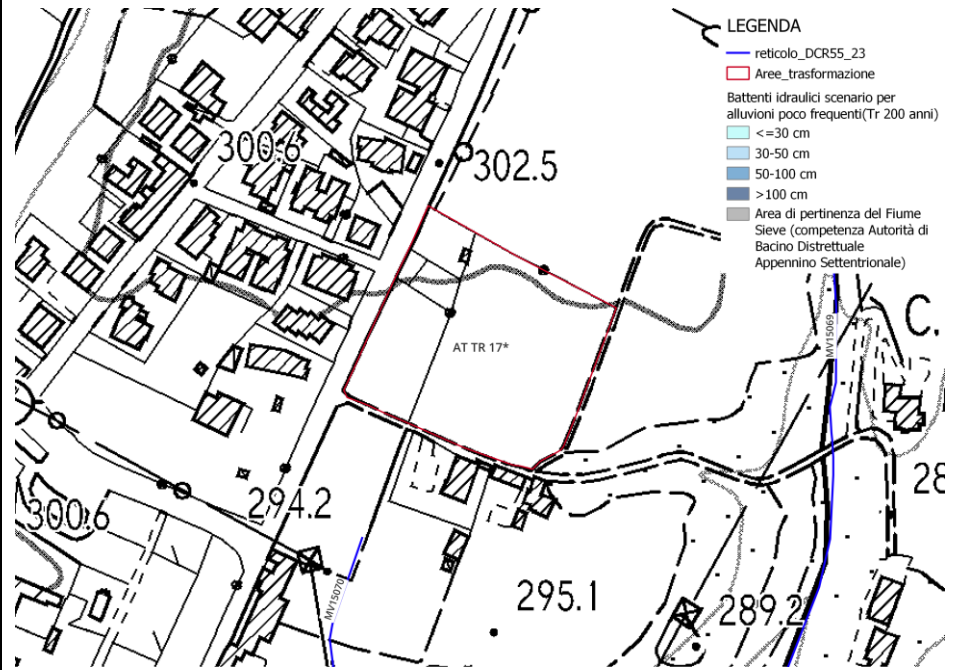 LEGENDA
reticolo_DCR55_23
Aree_trasformazione
Battenti idraulici scenario per
alluvioni poco frequenti(Tr 200 anni)
<=30 cm
30-50 cm
50-100 cm
>100 cm
Area di pertinenza del Fiume
Sieve (competenza Autorità di
Bacino Distrettuale
Appennino Settentrionale)
300.6
302.5
MV15069
C.
AT TR 17*
28
294.2
300.6
MV15070
295.1
289.2